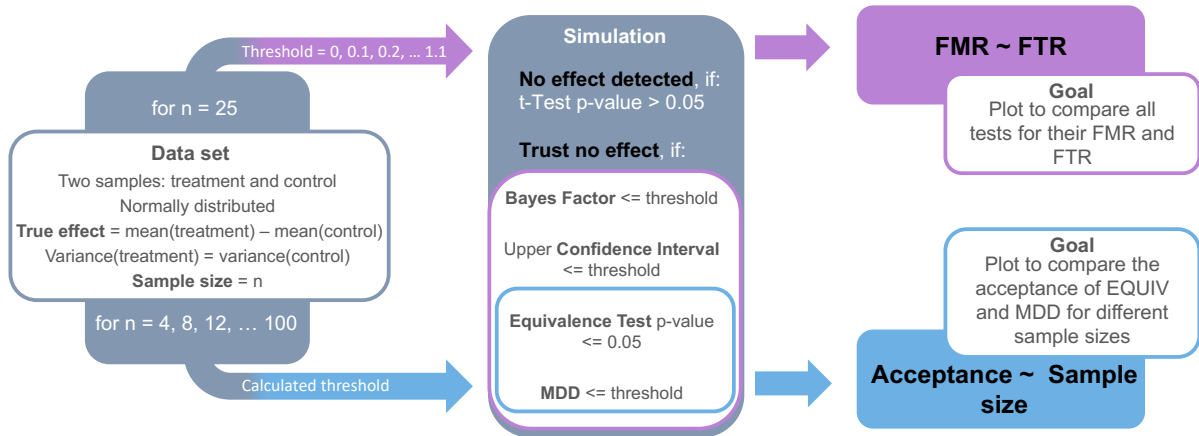 Threshold = 0, 0.1, 0.2, ... 1.1
for n = 25
Data set
Two samples: treatment and control
Normally distributed
True effect = mean(treatment) – mean(control)
Variance(treatment) = variance(control)
Sample size = n
for n = 4, 8, 12, ... 100
Calculated threshold
Simulation
No effect detected, if:
t-Test p-value > 0.05
Trust no effect, if:
Bayes Factor <= threshold
Upper Confidence Interval
<= threshold
Equivalence Test p-value
<= 0.05
MDD <= threshold
FMR ~ FTR
Goal
Plot to compare all
tests for their FMR and
FTR
Goal
Plot to compare the
acceptance of EQUIV
and MDD for different
sample sizes
Acceptance ~ Sample
size